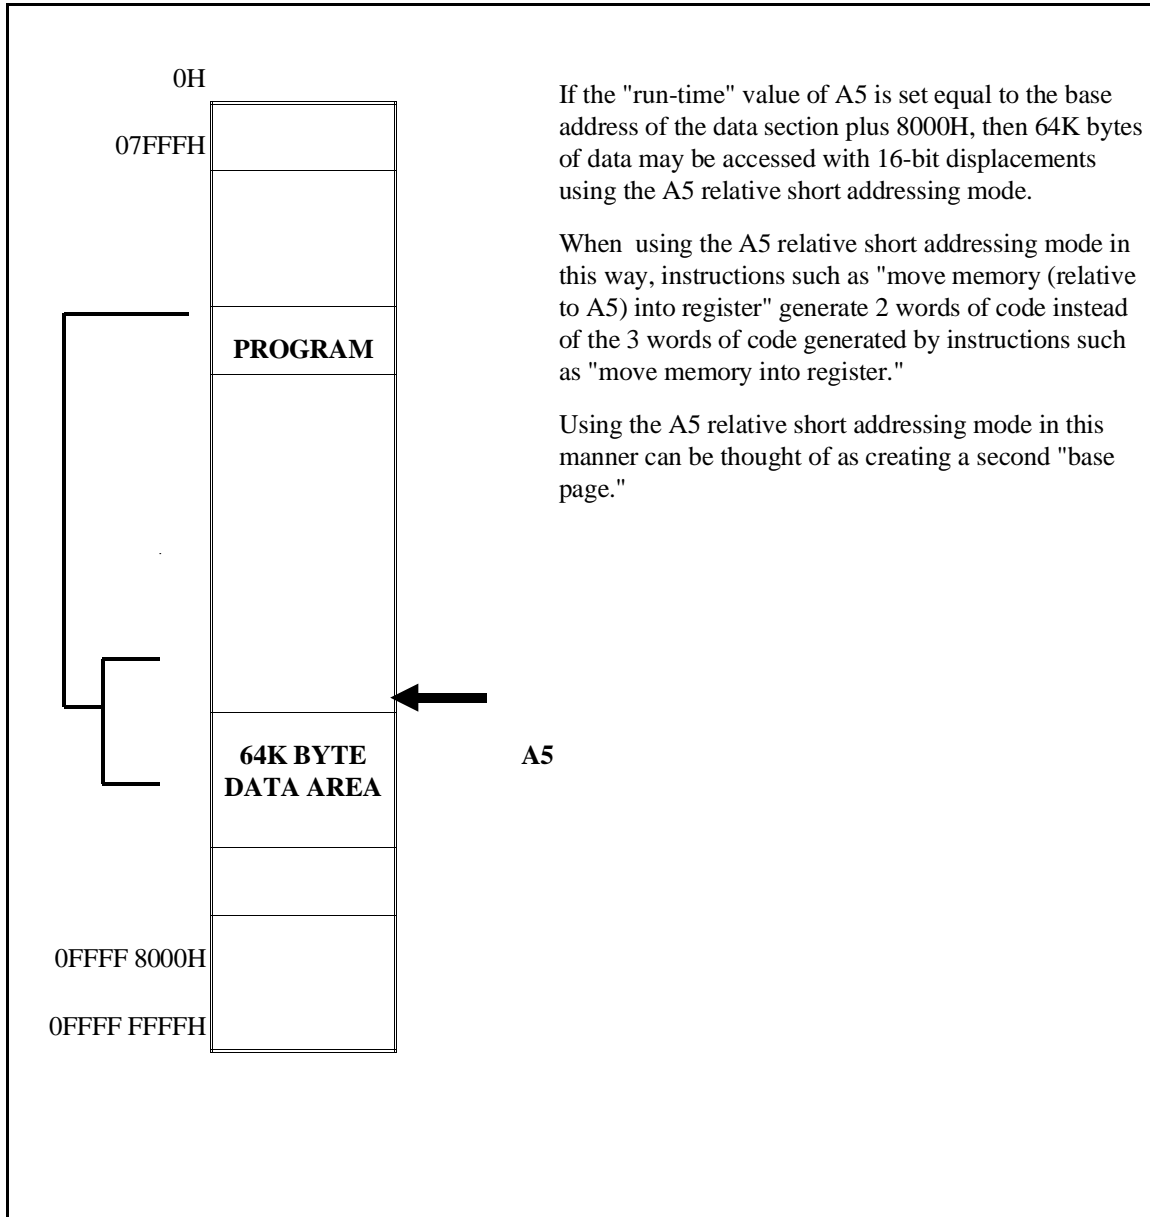 0H
07FFFH
PROGRAM
64K BYTE
DATA AREA
A5
0FFFF 8000H
0FFFF FFFFH
If the "run-time" value of A5 is set equal to the base
address of the data section plus 8000H, then 64K bytes
of data may be accessed with 16-bit displacements
using the A5 relative short addressing mode.
When using the A5 relative short addressing mode in
this way, instructions such as "move memory (relative
to A5) into register" generate 2 words of code instead
of the 3 words of code generated by instructions such
as "move memory into register."
Using the A5 relative short addressing mode in this
manner can be thought of as creating a second "base
page."